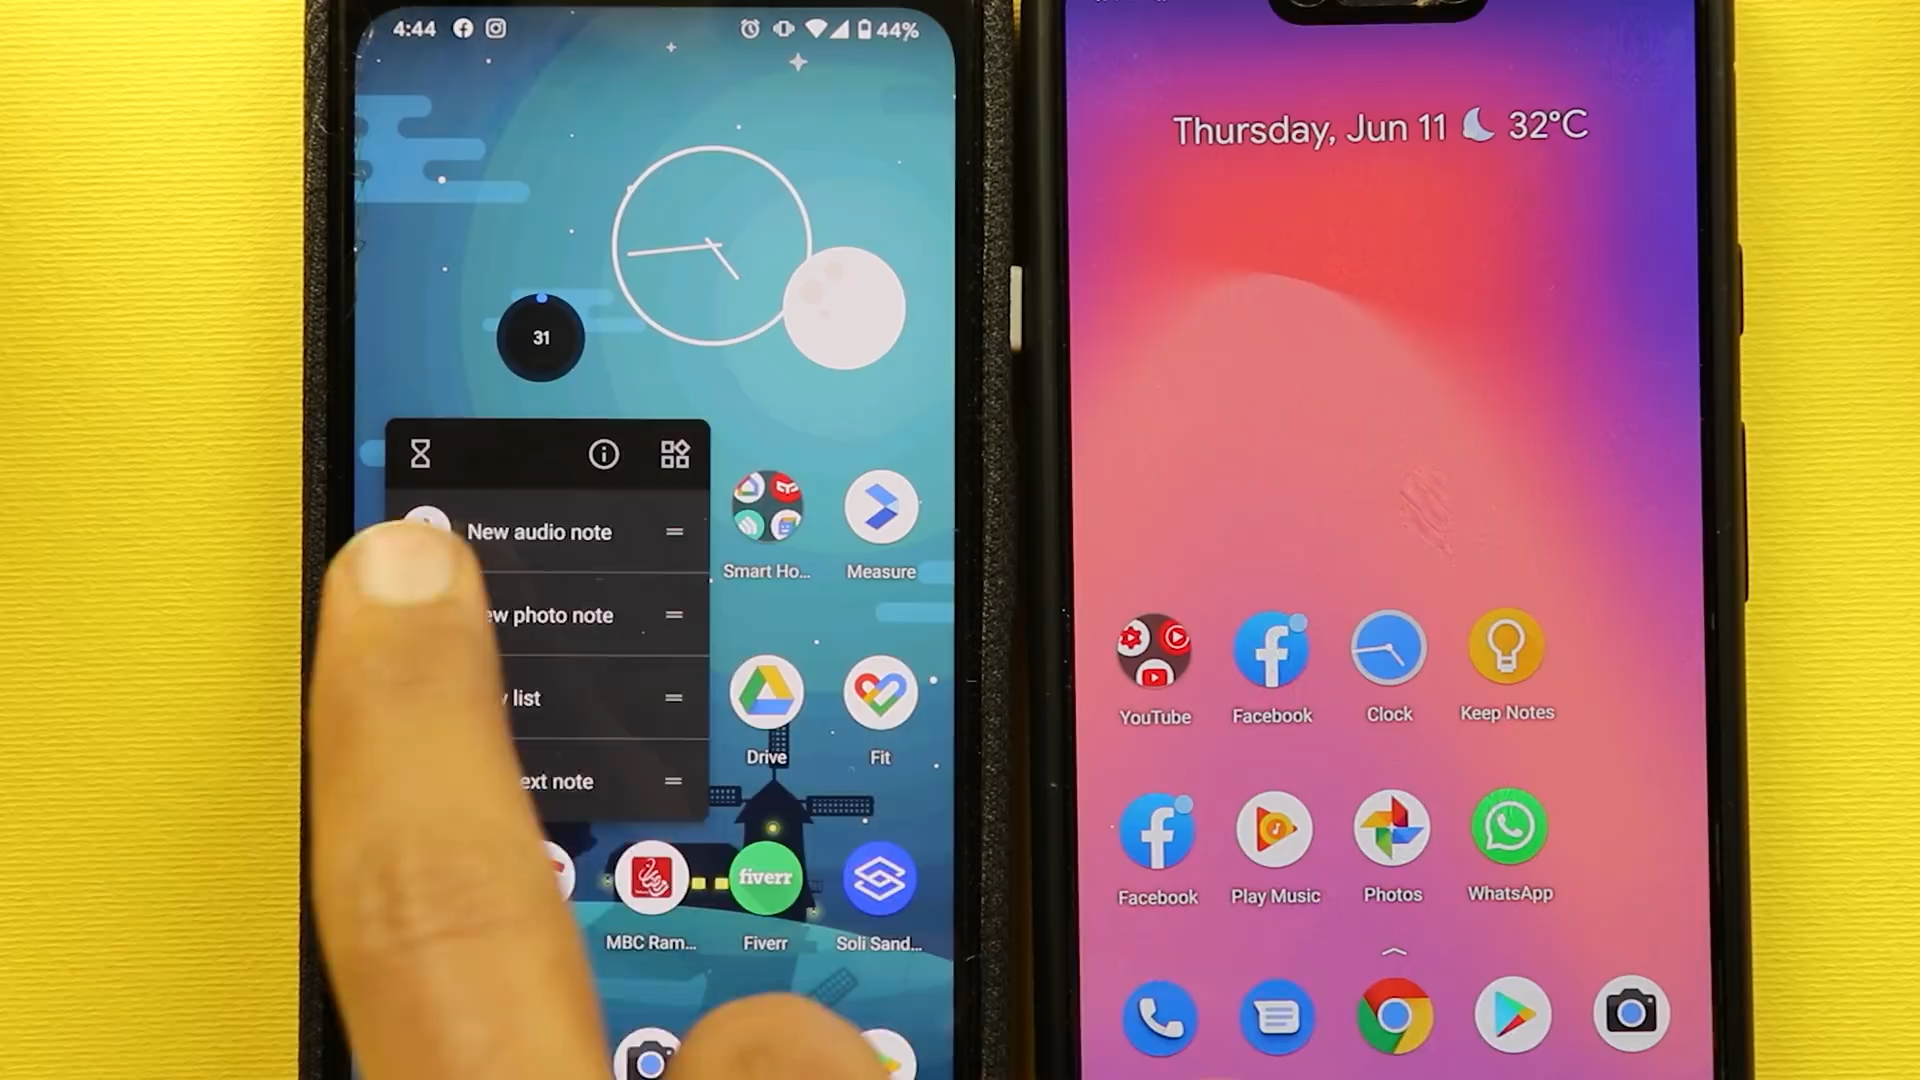 4:44
44%
31
New audio note
ew photo note
list
ext note
Smart Ho...
Measure
Drive
Fit
fiverr
MBC Ram...
Fiverr
Soli Sand...
Thursday, Jun 11 32°C
YouTube
Facebook
Clock
Keep Notes
Facebook
Play Music
Photos
WhatsApp